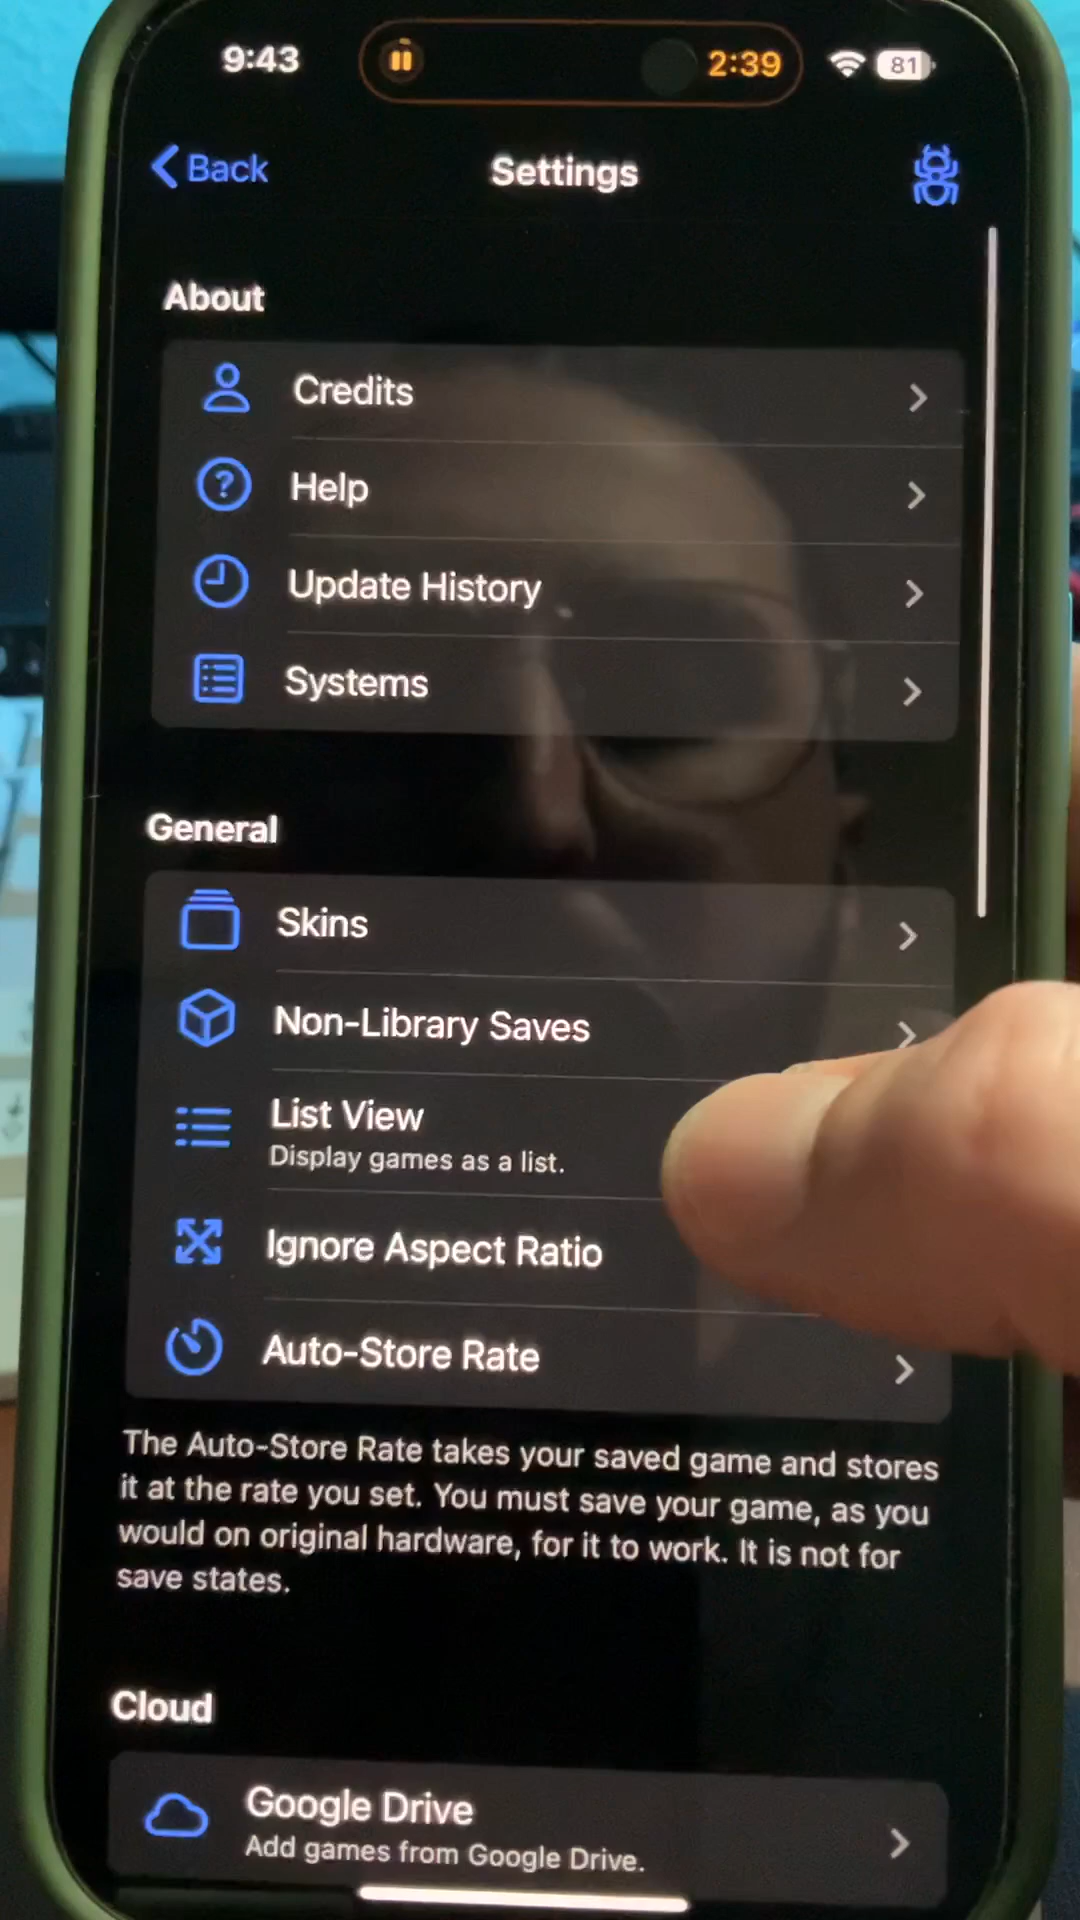 9:43
2:39
81
Back
Settings
About
Credits
Help
Update History
Systems
General
Skins
Non-Library Saves
List View
Display games as a list.
Ignore Aspect Ratio
Auto-Store Rate
The Auto-Store Rate takes your saved game and stores
it at the rate you set. You must save your game, as you
would on original hardware, for it to work. It is not for
save states.
Cloud
Google Drive
Add games from Google Drive.